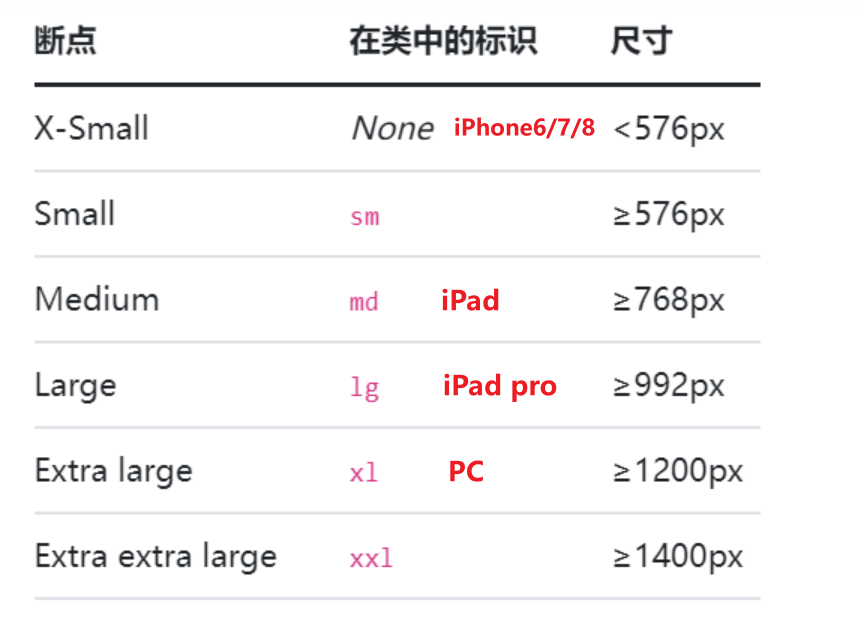 断点 在类中的标识 尺寸
X-Small None iPhone6/7/8 <576px
Small sm ≥576px
Medium md iPad ≥768px
Large lg iPad pro ≥992px
Extra large xl PC ≥1200px
Extra extra large xxl ≥1400px